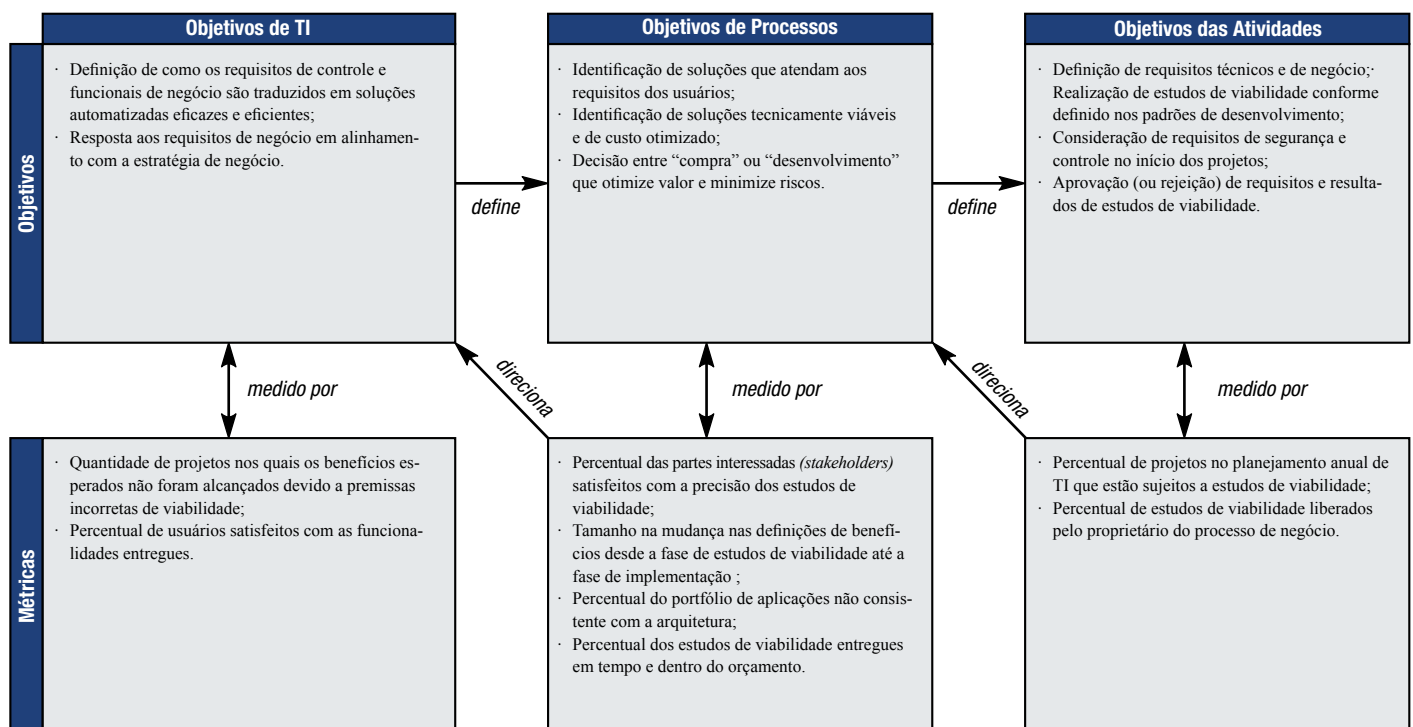 Objetivos de TI
Objetivos de Processos
Objetivos das Atividades
Objetivos
· Definição de como os requisitos de controle e
funcionais de negócio são traduzidos em soluções
automatizadas eficazes e eficientes;
· Resposta aos requisitos de negócio em alinhamen-
to com a estratégia de negócio.
define
· Identificação de soluções que atendam aos
requisitos dos usuários;
· Identificação de soluções tecnicamente viáveis
e de custo otimizado;
· Decisão entre “compra” ou “desenvolvimento”
que otimize valor e minimize riscos.
define
· Definição de requisitos técnicos e de negócio;·
Realização de estudos de viabilidade conforme
definido nos padrões de desenvolvimento;
· Consideração de requisitos de segurança e
controle no início dos projetos;
· Aprovação (ou rejeição) de requisitos e resulta-
dos de estudos de viabilidade.
medido por
direciona
medido por
direciona
medido por
Métricas
· Quantidade de projetos nos quais os benefícios es-
perados não foram alcançados devido a premissas
incorretas de viabilidade;
· Percentual de usuários satisfeitos com as funciona-
lidades entregues.
· Percentual das partes interessadas (stakeholders)
satisfeitos com a precisão dos estudos de
viabilidade;
· Tamanho na mudança nas definições de benefí-
cios desde a fase de estudos de viabilidade até a
fase de implementação ;
· Percentual do portfólio de aplicações não consis-
tente com a arquitetura;
· Percentual dos estudos de viabilidade entregues
em tempo e dentro do orçamento.
· Percentual de projetos no planejamento anual de
TI que estão sujeitos a estudos de viabilidade;
· Percentual de estudos de viabilidade liberados
pelo proprietário do processo de negócio.